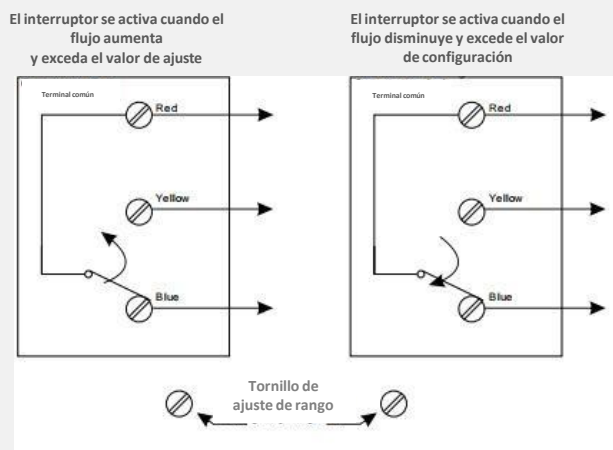 El interruptor se activa cuando el
flujo aumenta
y exceda el valor de ajuste
El interruptor se activa cuando el
flujo disminuye y excede el valor
de configuración
Terminal común
Red
Yellow
Blue
Terminal común
Red
Yellow
Blue
Tornillo de
ajuste de rango